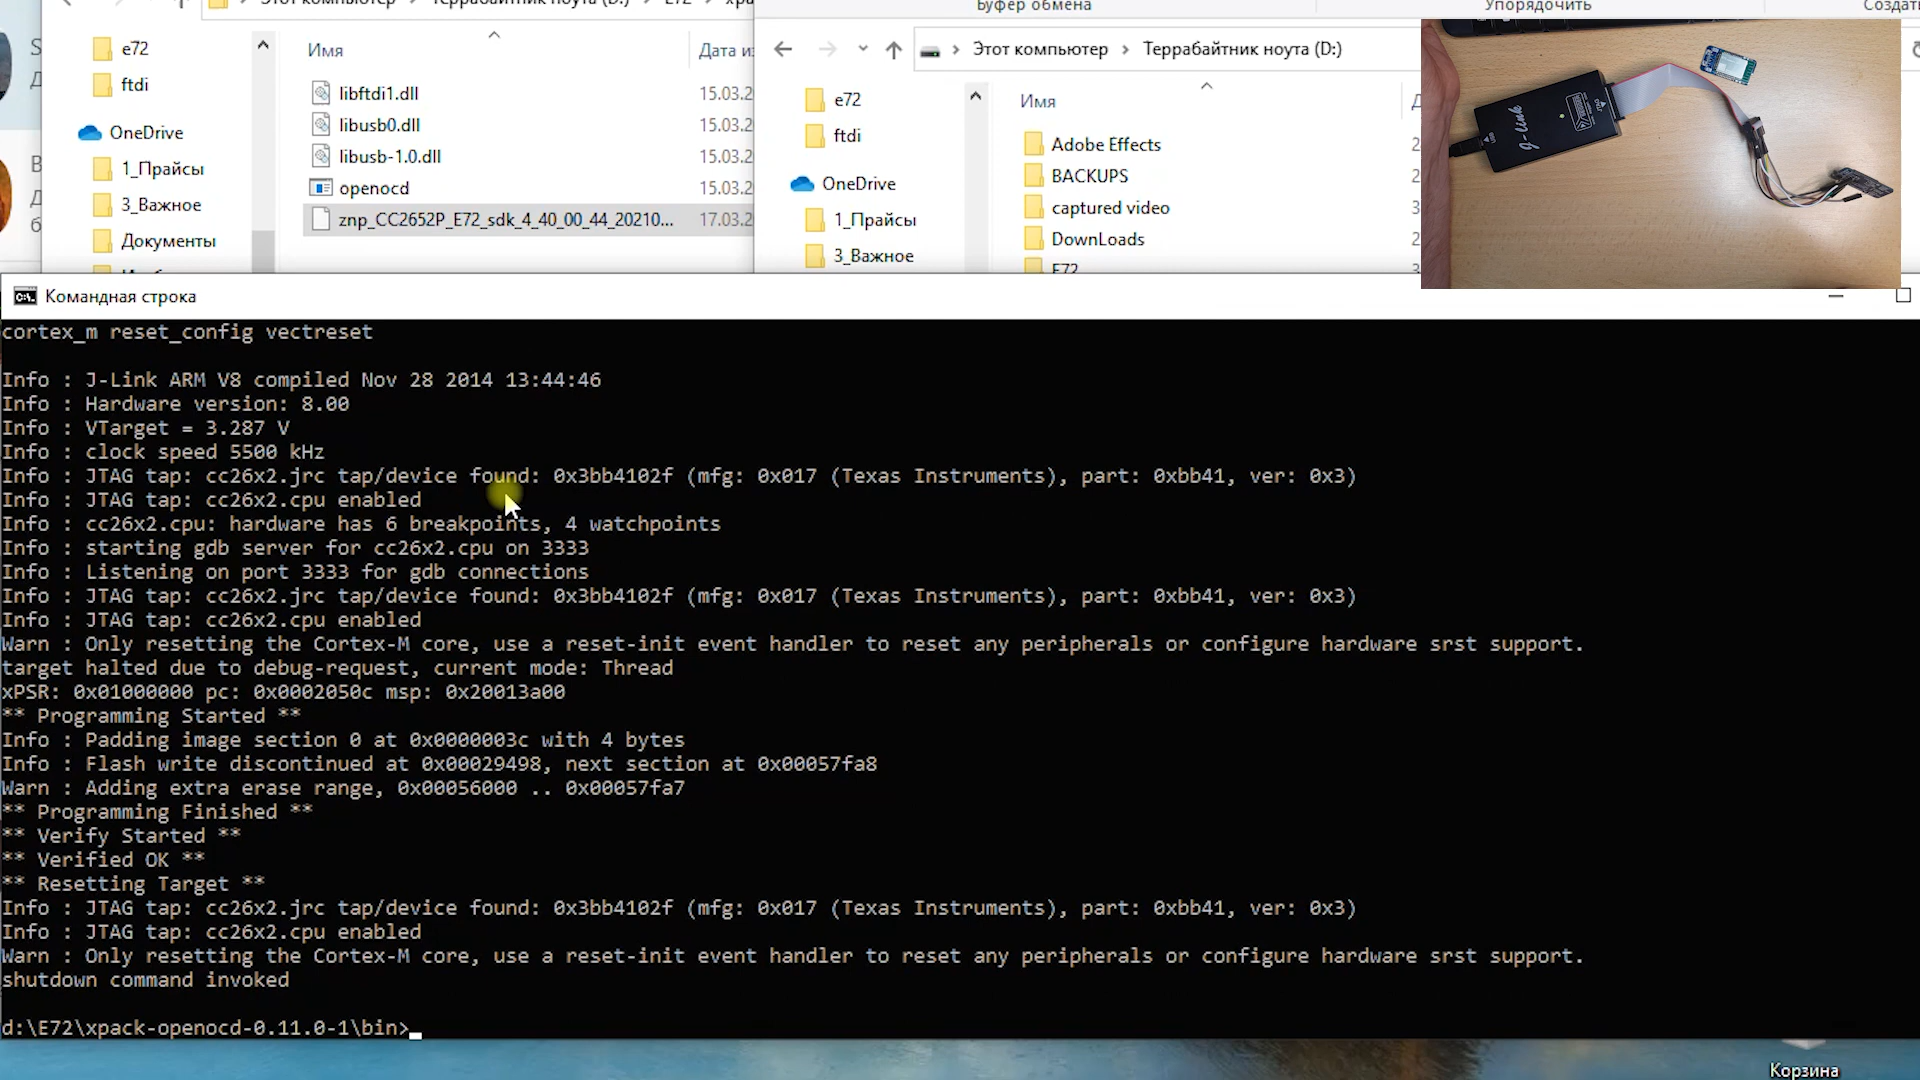 Этот компьютер
Террабайтник ноута (D:)
E72
Буфер обмена
Упорядочить
e72
ftdi
OneDrive
1_Прайсы
3_Важное
Документы
Имя
libftdi1.dll
15.03.2
libusb0.dll
15.03.2
libusb-1.0.dll
15.03.2
openocd
15.03.2
znp_CC2652P_E72_sdk_4_40_00_44_20210...
17.03.2
Этот компьютер
Террабайтник ноута (D:)
e72
ftdi
OneDrive
1_Прайсы
3_Важное
Имя
Adobe Effects
BACKUPS
captured video
DownLoads
E72
J-Link
Командная строка
cortex_m reset_config vectreset
Info : J-Link ARM V8 compiled Nov 28 2014 13:44:46
Info : Hardware version: 8.00
Info : VTarget = 3.287 V
Info : clock speed 5500 kHz
Info : JTAG tap: cc26x2.jrc tap/device found: 0x3bb4102f (mfg: 0x017 (Texas Instruments), part: 0xbb41, ver: 0x3)
Info : JTAG tap: cc26x2.cpu enabled
Info : cc26x2.cpu: hardware has 6 breakpoints, 4 watchpoints
Info : starting gdb server for cc26x2.cpu on 3333
Info : Listening on port 3333 for gdb connections
Info : JTAG tap: cc26x2.jrc tap/device found: 0x3bb4102f (mfg: 0x017 (Texas Instruments), part: 0xbb41, ver: 0x3)
Info : JTAG tap: cc26x2.cpu enabled
Warn : Only resetting the Cortex-M core, use a reset-init event handler to reset any peripherals or configure hardware srst support.
target halted due to debug-request, current mode: Thread
xPSR: 0x01000000 pc: 0x0002050c msp: 0x20013a00
** Programming Started **
Info : Padding image section 0 at 0x0000003c with 4 bytes
Info : Flash write discontinued at 0x00029498, next section at 0x00057fa8
Warn : Adding extra erase range, 0x00056000 .. 0x00057fa7
** Programming Finished **
** Verify Started **
** Verified OK **
** Resetting Target **
Info : JTAG tap: cc26x2.jrc tap/device found: 0x3bb4102f (mfg: 0x017 (Texas Instruments), part: 0xbb41, ver: 0x3)
Info : JTAG tap: cc26x2.cpu enabled
Warn : Only resetting the Cortex-M core, use a reset-init event handler to reset any peripherals or configure hardware srst support.
shutdown command invoked
d:\E72\xpack-openocd-0.11.0-1\bin>
Корзина